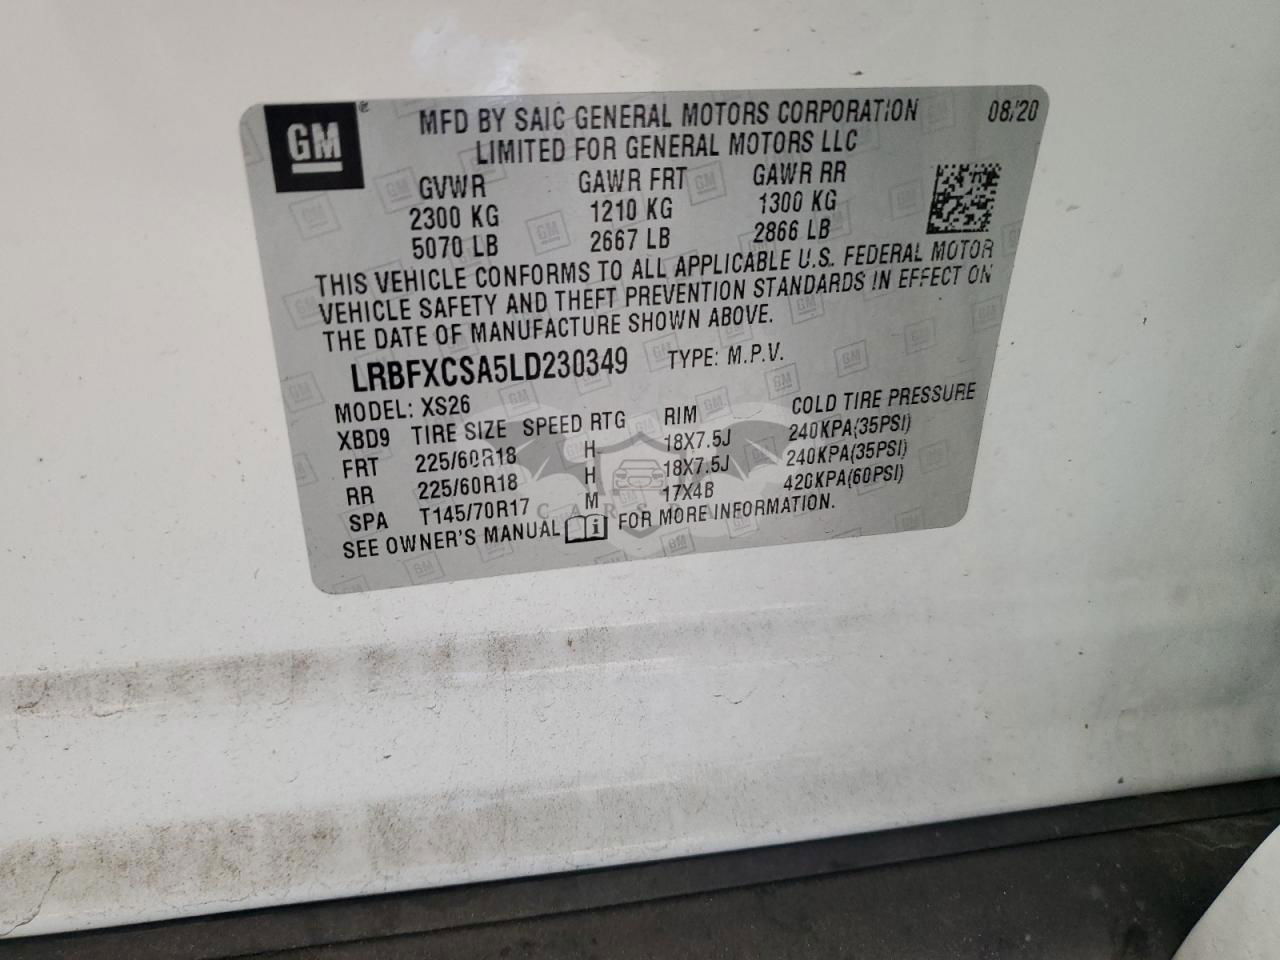 GM ® MFD BY SAIC GENERAL MOTORS CORPORATION 08/20
LIMITED FOR GENERAL MOTORS LLC
GVWR GAWR FRT GAWR RR
2300 KG 1210 KG 1300 KG
5070 LB 2667 LB 2866 LB
THIS VEHICLE CONFORMS TO ALL APPLICABLE U.S. FEDERAL MOTOR
VEHICLE SAFETY AND THEFT PREVENTION STANDARDS IN EFFECT ON
THE DATE OF MANUFACTURE SHOWN ABOVE.
LRBFXCSA5LD230349 TYPE: M.P.V.
MODEL: XS26
XBD9 TIRE SIZE SPEED RTG RIM COLD TIRE PRESSURE
FRT 225/60R18 H 18X7.5J 240KPA(35PSI)
RR 225/60R18 H 18X7.5J 240KPA(35PSI)
SPA T145/70R17 M 17X4B 420KPA(60PSI)
SEE OWNER'S MANUAL i FOR MORE INFORMATION.